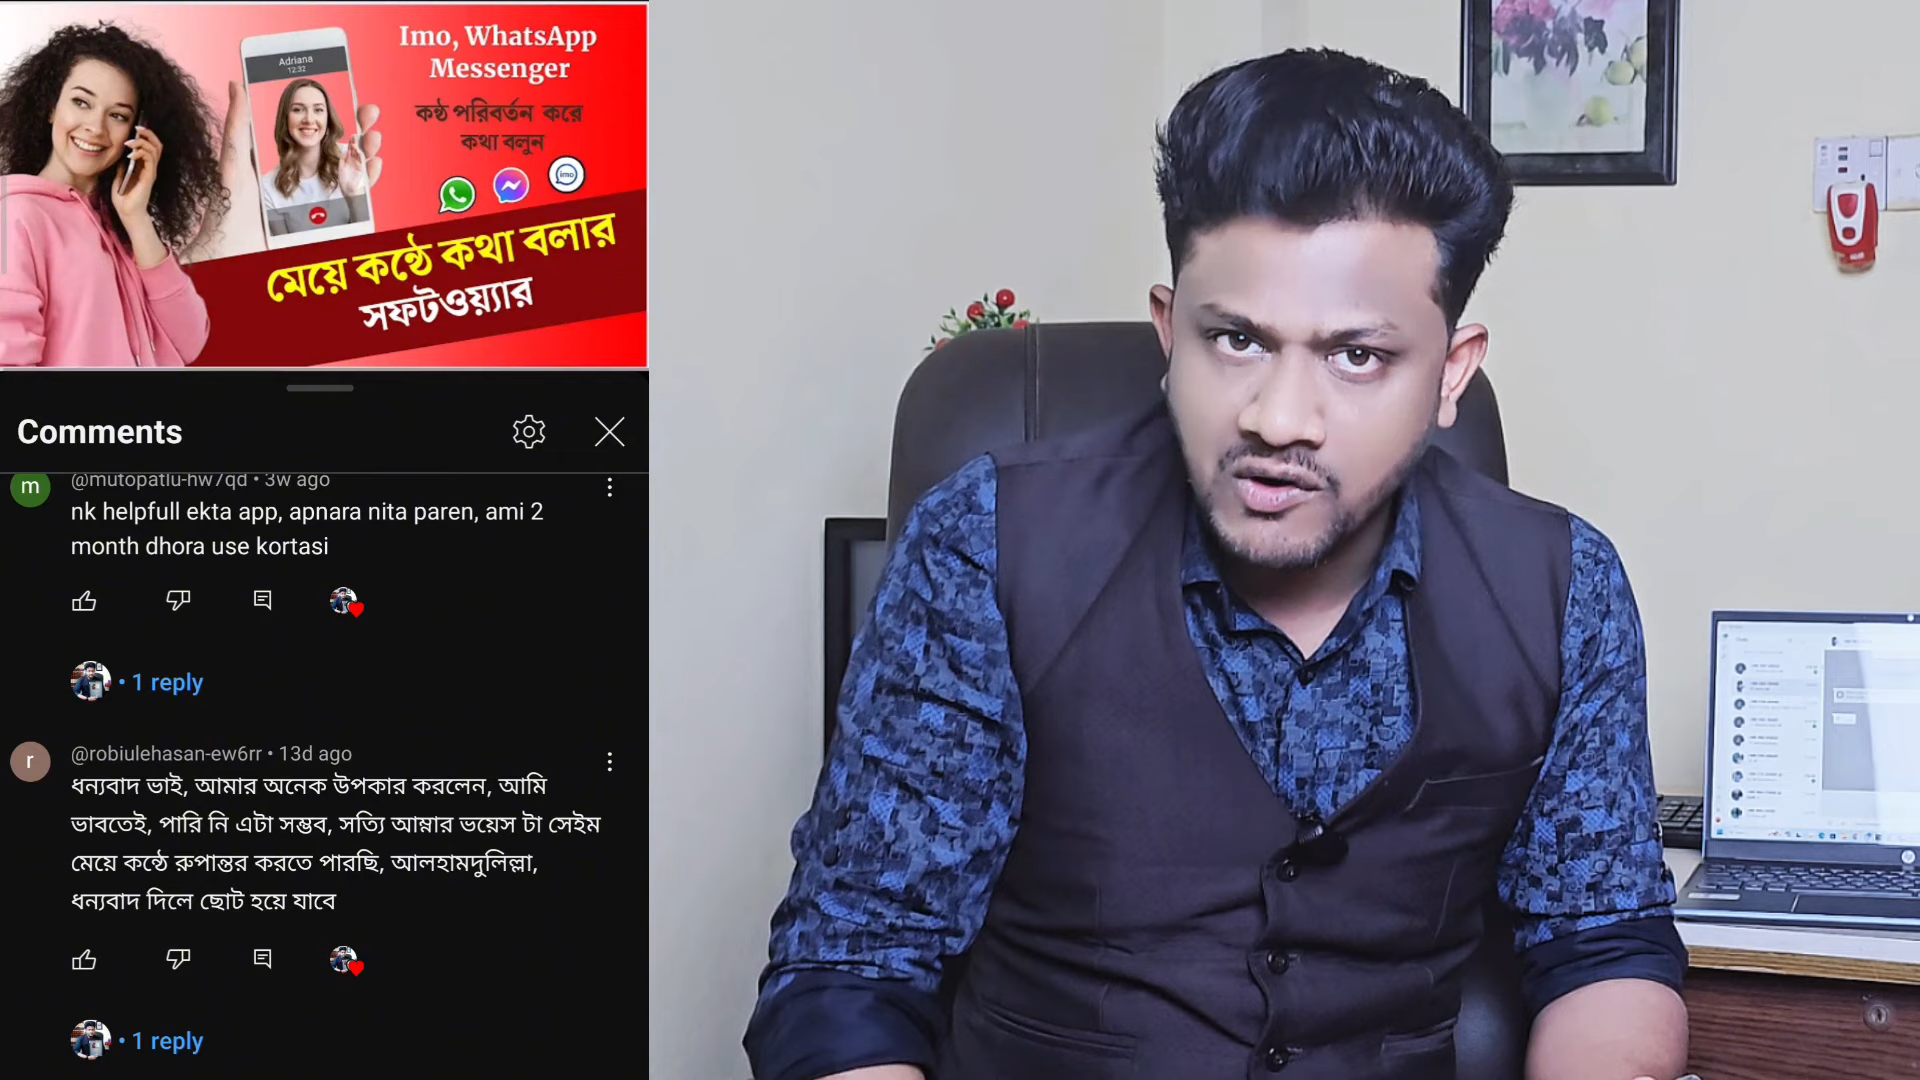 Imo, WhatsApp
Messenger
কন্ঠ পরিবর্তন করে
কথা বলুন
Adriana
12:32
imo
মেয়ে কন্ঠে কথা বলার
সফটওয়্যার
Comments
@mutopatlu-hw7qd • 3w ago
m
nk helpfull ekta app, apnara nita paren, ami 2
month dhora use kortasi
• 1 reply
@robiulehasan-ew6rr • 13d ago
r
ধন্যবাদ ভাই, আমার অনেক উপকার করলেন, আমি
ভাবতেই, পারি নি এটা সম্ভব, সত্যি আম্নার ভয়েস টা সেইম
মেয়ে কন্ঠে রুপান্তর করতে পারছি, আলহামদুলিল্লা,
ধন্যবাদ দিলে ছোট হয়ে যাবে
• 1 reply